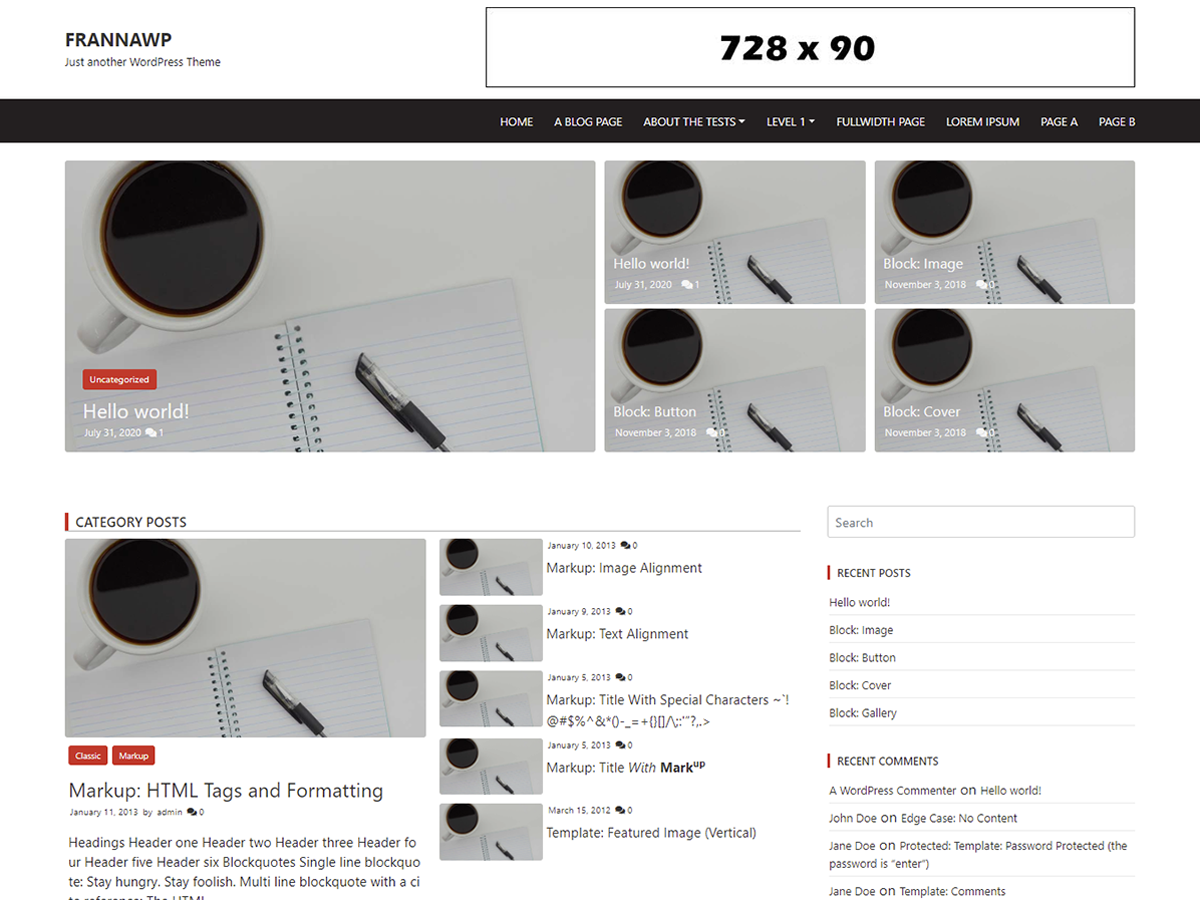 FRANNAWP
Just another WordPress Theme
728 x 90
HOME A BLOG PAGE ABOUT THE TESTS LEVEL 1 FULLWIDTH PAGE LOREM IPSUM PAGE A PAGE B
Uncategorized
Hello world!
July 31, 2020 1
Hello world!
July 31, 2020 1
Block: Image
November 3, 2018 0
Block: Button
November 3, 2018 0
Block: Cover
November 3, 2018 0
CATEGORY POSTS
Classic Markup
Markup: HTML Tags and Formatting
January 11, 2013 by admin 0
Headings Header one Header two Header three Header fo
ur Header five Header six Blockquotes Single line blockquo
te: Stay hungry. Stay foolish. Multi line blockquote with a ci
te reference: The HTML
January 10, 2013 0
Markup: Image Alignment
January 9, 2013 0
Markup: Text Alignment
January 5, 2013 0
Markup: Title With Special Characters ~`!
@#$%^&*()-_=+{}[]/\;:'"?,.>
January 5, 2013 0
Markup: Title With Markup
March 15, 2012 0
Template: Featured Image (Vertical)
Search
RECENT POSTS
Hello world!
Block: Image
Block: Button
Block: Cover
Block: Gallery
RECENT COMMENTS
A WordPress Commenter on Hello world!
John Doe on Edge Case: No Content
Jane Doe on Protected: Template: Password Protected (the
password is “enter”)
Jane Doe on Template: Comments